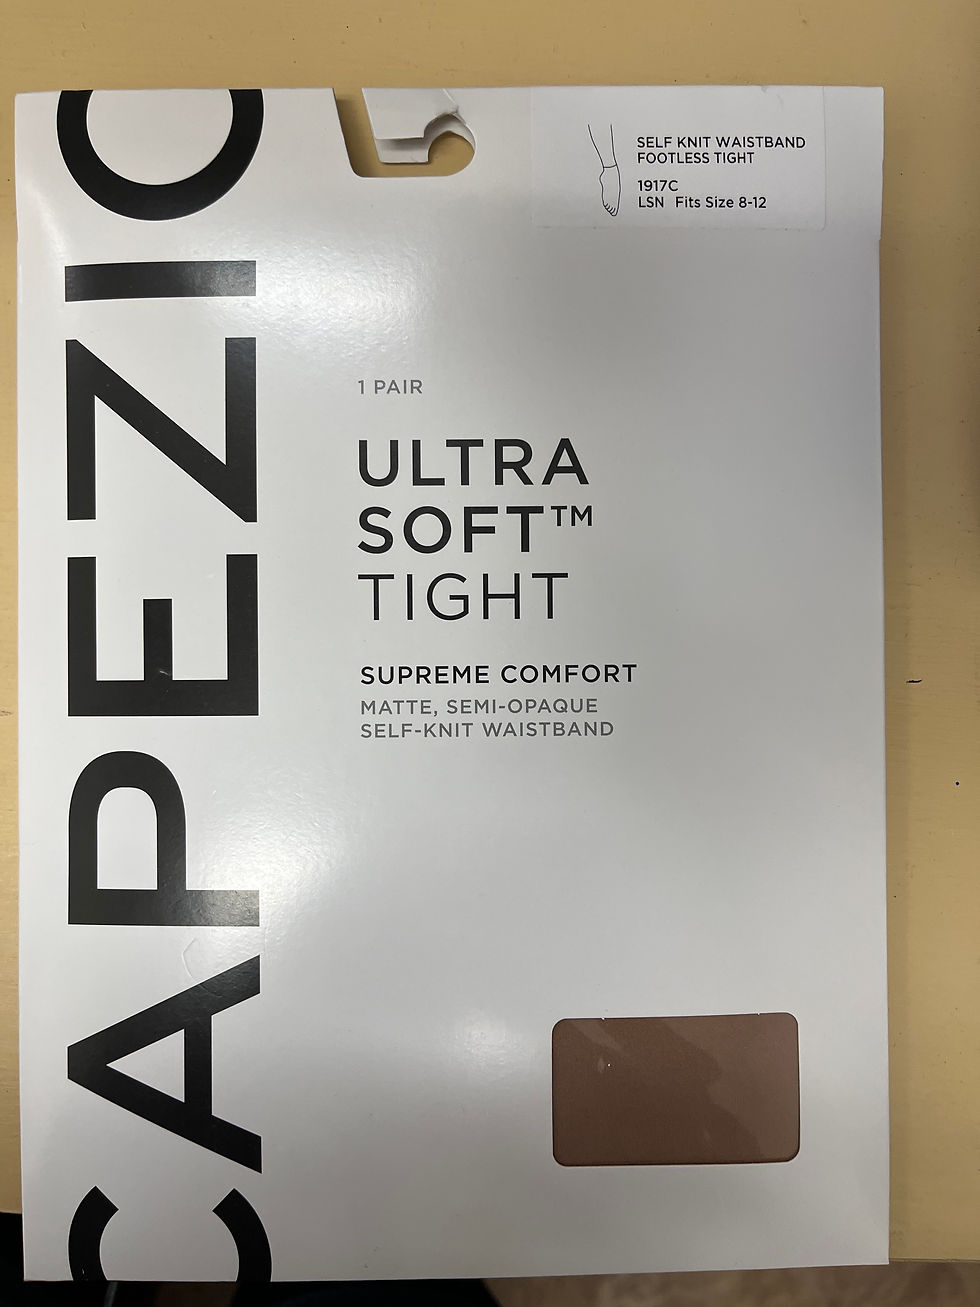 CAPEZIO
SELF KNIT WAISTBAND
FOOTLESS TIGHT
1917C
LSN Fits Size 8-12
1 PAIR
ULTRA
SOFT™
TIGHT
SUPREME COMFORT
MATTE, SEMI-OPAQUE
SELF-KNIT WAISTBAND